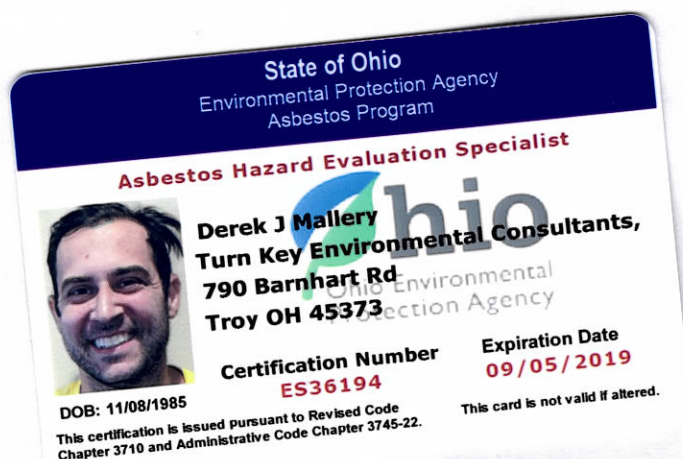 State of Ohio
Environmental Protection Agency
Asbestos Program
Asbestos Hazard Evaluation Specialist
Ohio
Ohio Environmental
Protection Agency
Derek J Mallery
Turn Key Environmental Consultants,
790 Barnhart Rd
Troy OH 45373
Certification Number
ES36194
Expiration Date
09/05/2019
DOB: 11/08/1985
This certification is issued pursuant to Revised Code
Chapter 3710 and Administrative Code Chapter 3745-22.
This card is not valid if altered.